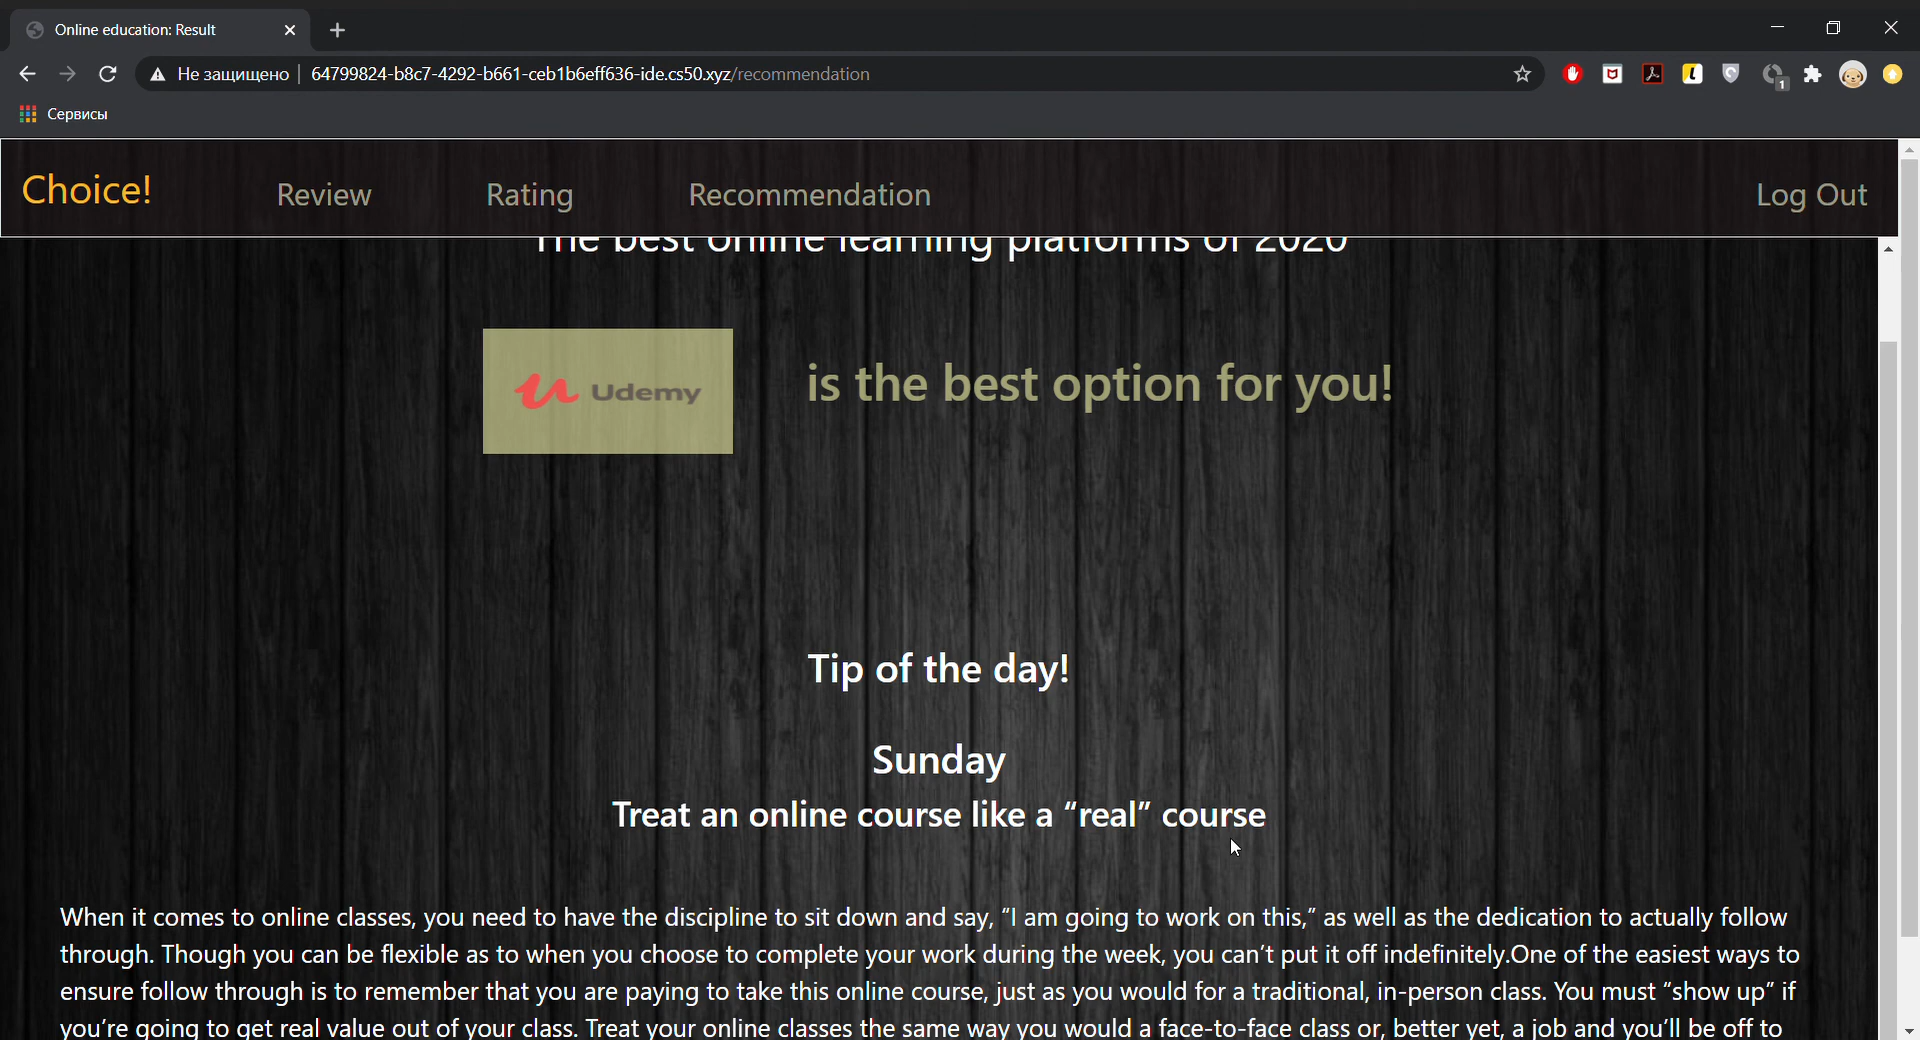 Online education: Result
Не защищено | 64799824-b8c7-4292-b661-ceb1b6eff636-ide.cs50.xyz/recommendation
1
Сервисы
Choice! Review Rating Recommendation Log Out
The best online learning platforms of 2020
Udemy is the best option for you!
Tip of the day!
Sunday
Treat an online course like a “real” course
When it comes to online classes, you need to have the discipline to sit down and say, “I am going to work on this,” as well as the dedication to actually follow
through. Though you can be flexible as to when you choose to complete your work during the week, you can’t put it off indefinitely.One of the easiest ways to
ensure follow through is to remember that you are paying to take this online course, just as you would for a traditional, in-person class. You must “show up” if
you’re going to get real value out of your class. Treat your online classes the same way you would a face-to-face class or, better yet, a job and you’ll be off to